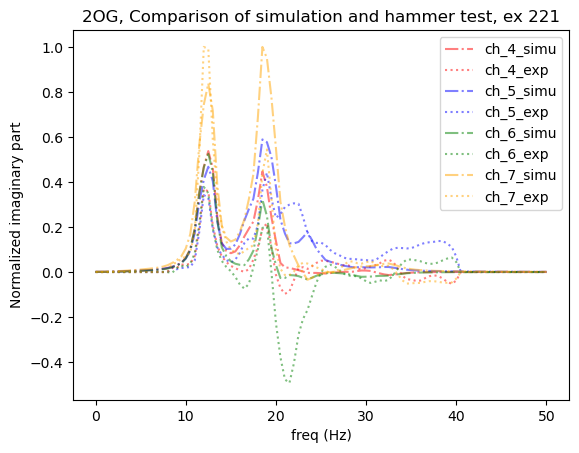 2OG, Comparison of simulation and hammer test, ex 221
Normalized imaginary part
1.0
0.8
0.6
0.4
0.2
0.0
−0.2
−0.4
ch_4_simu
ch_4_exp
ch_5_simu
ch_5_exp
ch_6_simu
ch_6_exp
ch_7_simu
ch_7_exp
0 10 20 30 40 50
freq (Hz)